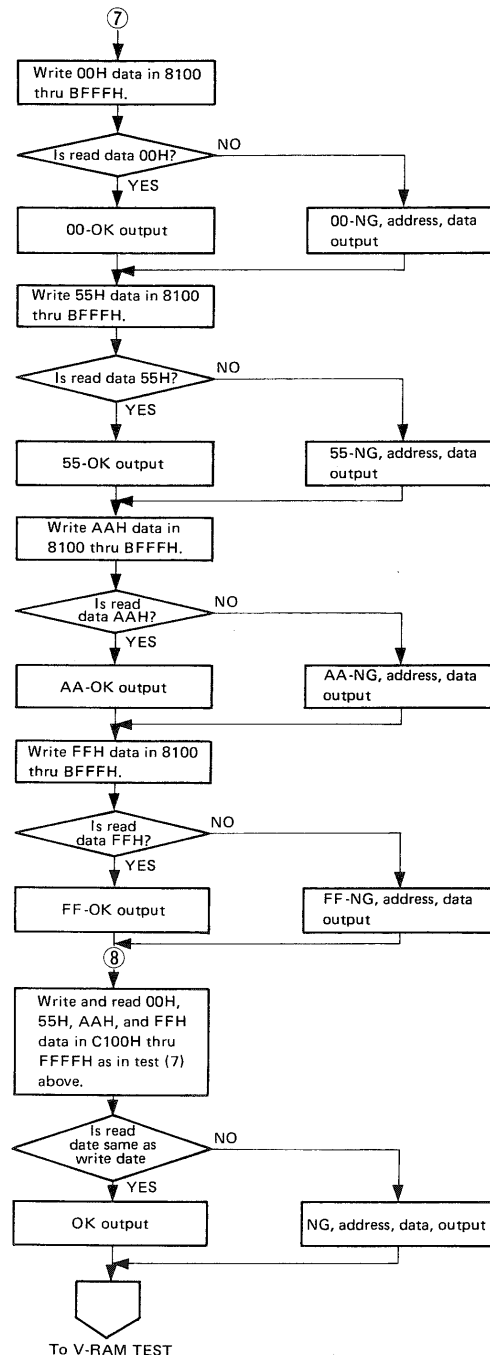 7
Write 00H data in 8100
thru BFFFH.
Is read data 00H?
NO
YES
00-OK output
00-NG, address, data
output
Write 55H data in 8100
thru BFFFH.
Is read data 55H?
NO
YES
55-OK output
55-NG, address, data
output
Write AAH data in
8100 thru BFFFH.
Is read
data AAH?
NO
YES
AA-OK output
AA-NG, address, data
output
Write FFH data in 8100
thru BFFFH.
Is read
data FFH?
NO
YES
FF-OK output
FF-NG, address, data
output
8
Write and read 00H,
55H, AAH, and FFH
data in C100H thru
FFFFH as in test (7)
above.
Is read
date same as
write date
NO
YES
OK output
NG, address, data, output
To V-RAM TEST